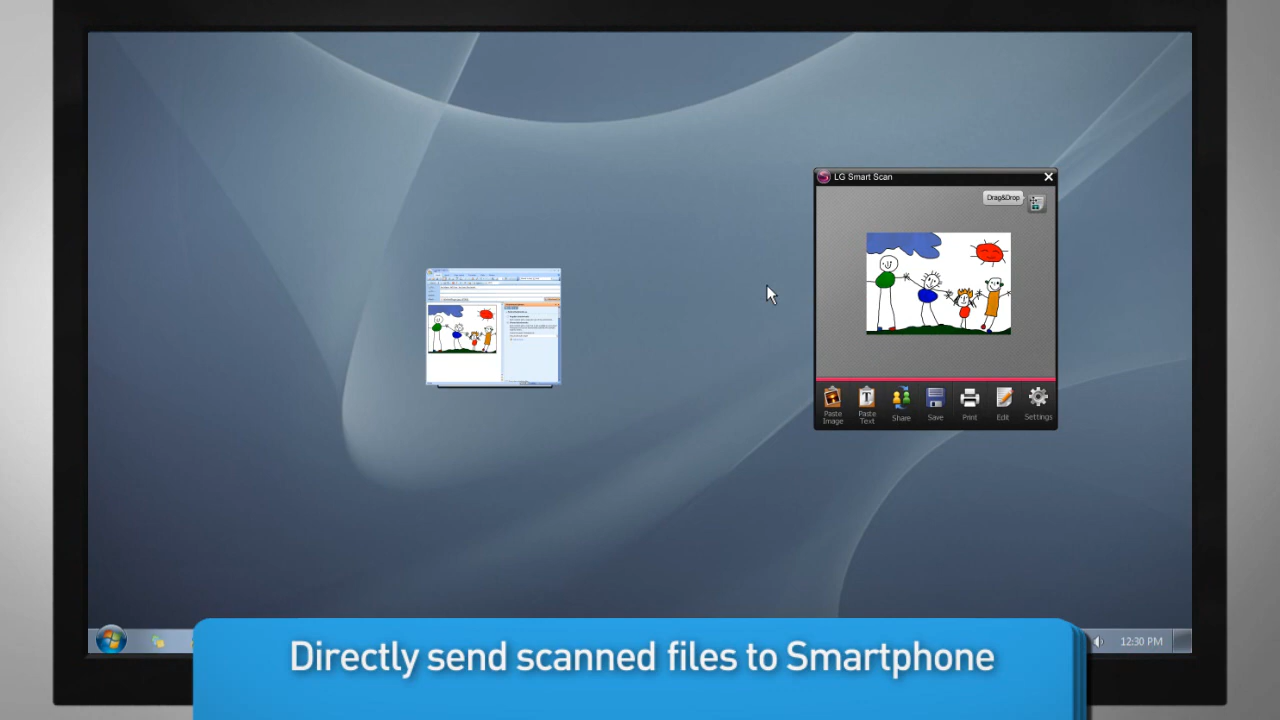 LG Smart Scan
Drag&Drop
Paste Image
Paste Text
Share
Save
Print
Edit
Settings
12:30 PM
Directly send scanned files to Smartphone